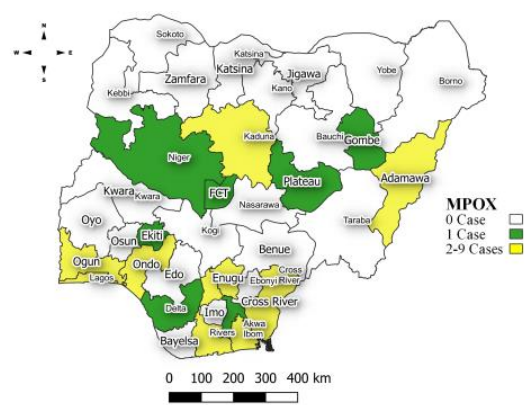 N
W E
S
Sokoto
Katsina
Zamfara
Katsina
Jigawa
Yobe
Borno
Kebbi
Kano
Kaduna
Bauchi
Gombe
Niger
Adamawa
FCT
Plateau
Kwara
Kwara
Nasarawa
Taraba
Oyo
Kogi
Osun
Ekiti
Benue
Ogun
Ondo
Edo
Enugu
Ebonyi
Cross
River
Lagos
Cross River
Delta
Imo
Akwa
Ibom
Rivers
Bayelsa
MPOX
0 Case
1 Case
2-9 Cases
0 100 200 300 400 km